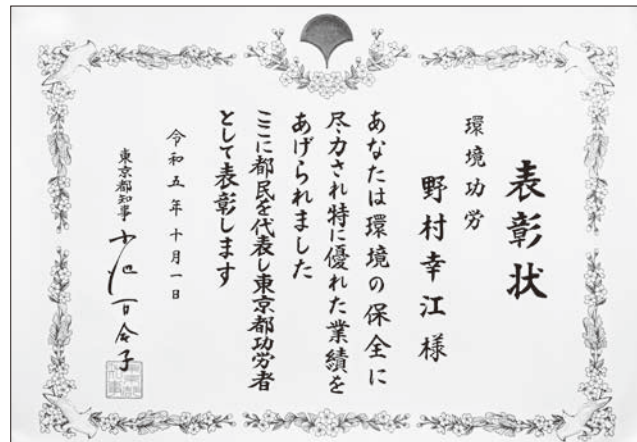 表彰状
環境功労
野村幸江様
あなたは環境の保全に
尽力され特に優れた業績を
あげられました
ここに都民を代表し東京都功労者
として表彰します
令和五年十月一日
東京都知事 小池百合子